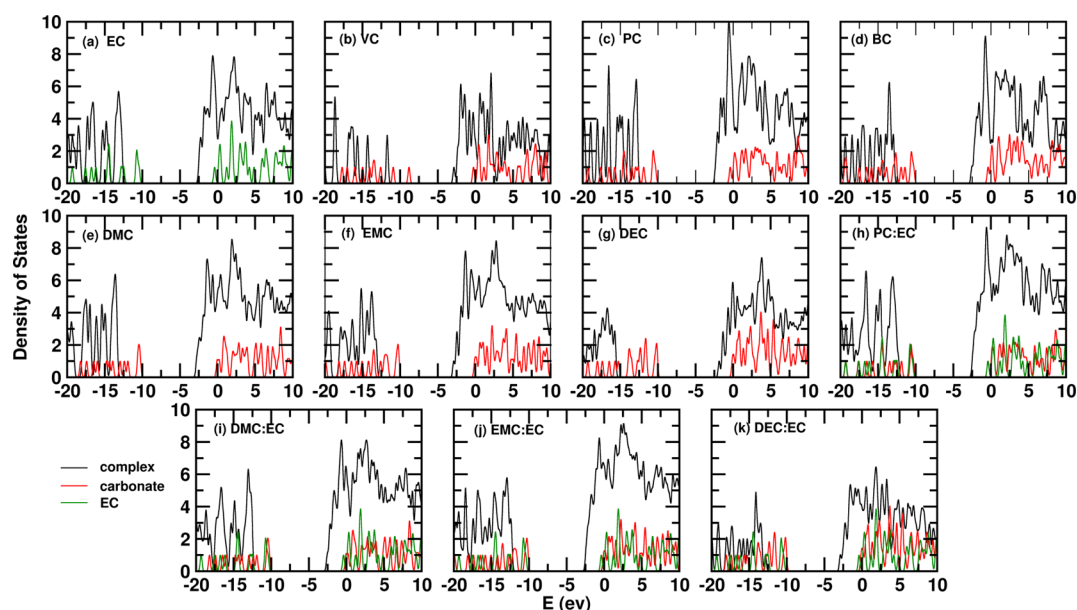 (a) EC
(b) VC
(c) PC
(d) BC
10
8
6
4
2
0
-20 -15 -10 -5 0 5 10
-20 -15 -10 -5 0 5 10
-20 -15 -10 -5 0 5 10
-20 -15 -10 -5 0 5 10
Density of States
(e) DMC
(f) EMC
(g) DEC
(h) PC:EC
10
8
6
4
2
0
-20 -15 -10 -5 0 5 10
-20 -15 -10 -5 0 5 10
-20 -15 -10 -5 0 5 10
-20 -15 -10 -5 0 5 10
(i) DMC:EC
(j) EMC:EC
(k) DEC:EC
10
8
6
4
2
0
-20 -15 -10 -5 0 5 10
-20 -15 -10 -5 0 5 10
-20 -15 -10 -5 0 5 10
complex
carbonate
EC
E (ev)